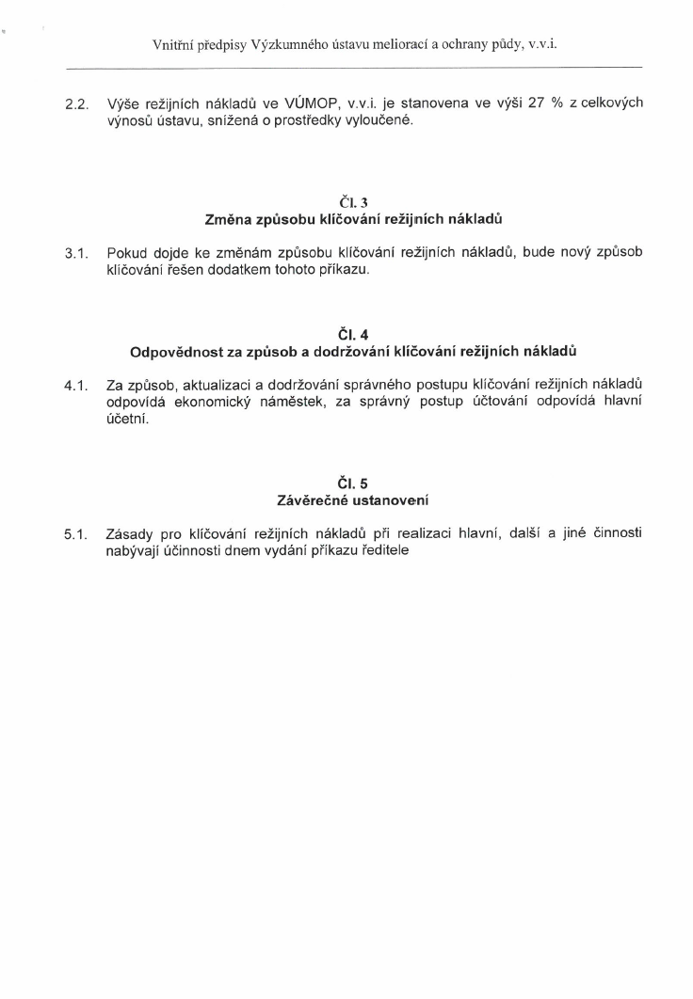 Vnitřní předpisy Výzkumného ústavu meliorací a ochrany půdy, v.v.i.
2.2. Výše režijních nákladů ve VÚMOP, v.v.i. je stanovena ve výši 27 % z celkových
výnosů ústavu, snížená o prostředky vyloučené.
Čl. 3
Změna způsobu klíčování režijních nákladů
3.1. Pokud dojde ke změnám způsobu klíčování režijních nákladů, bude nový způsob
klíčování řešen dodatkem tohoto příkazu.
Čl. 4
Odpovědnost za způsob a dodržování klíčování režijních nákladů
4.1. Za způsob, aktualizaci a dodržování správného postupu klíčování režijních nákladů
odpovídá ekonomický náměstek, za správný postup účtování odpovídá hlavní
účetní.
Čl. 5
Závěrečné ustanovení
5.1. Zásady pro klíčování režijních nákladů při realizaci hlavní, další a jiné činnosti
nabývají účinnosti dnem vydání příkazu ředitele